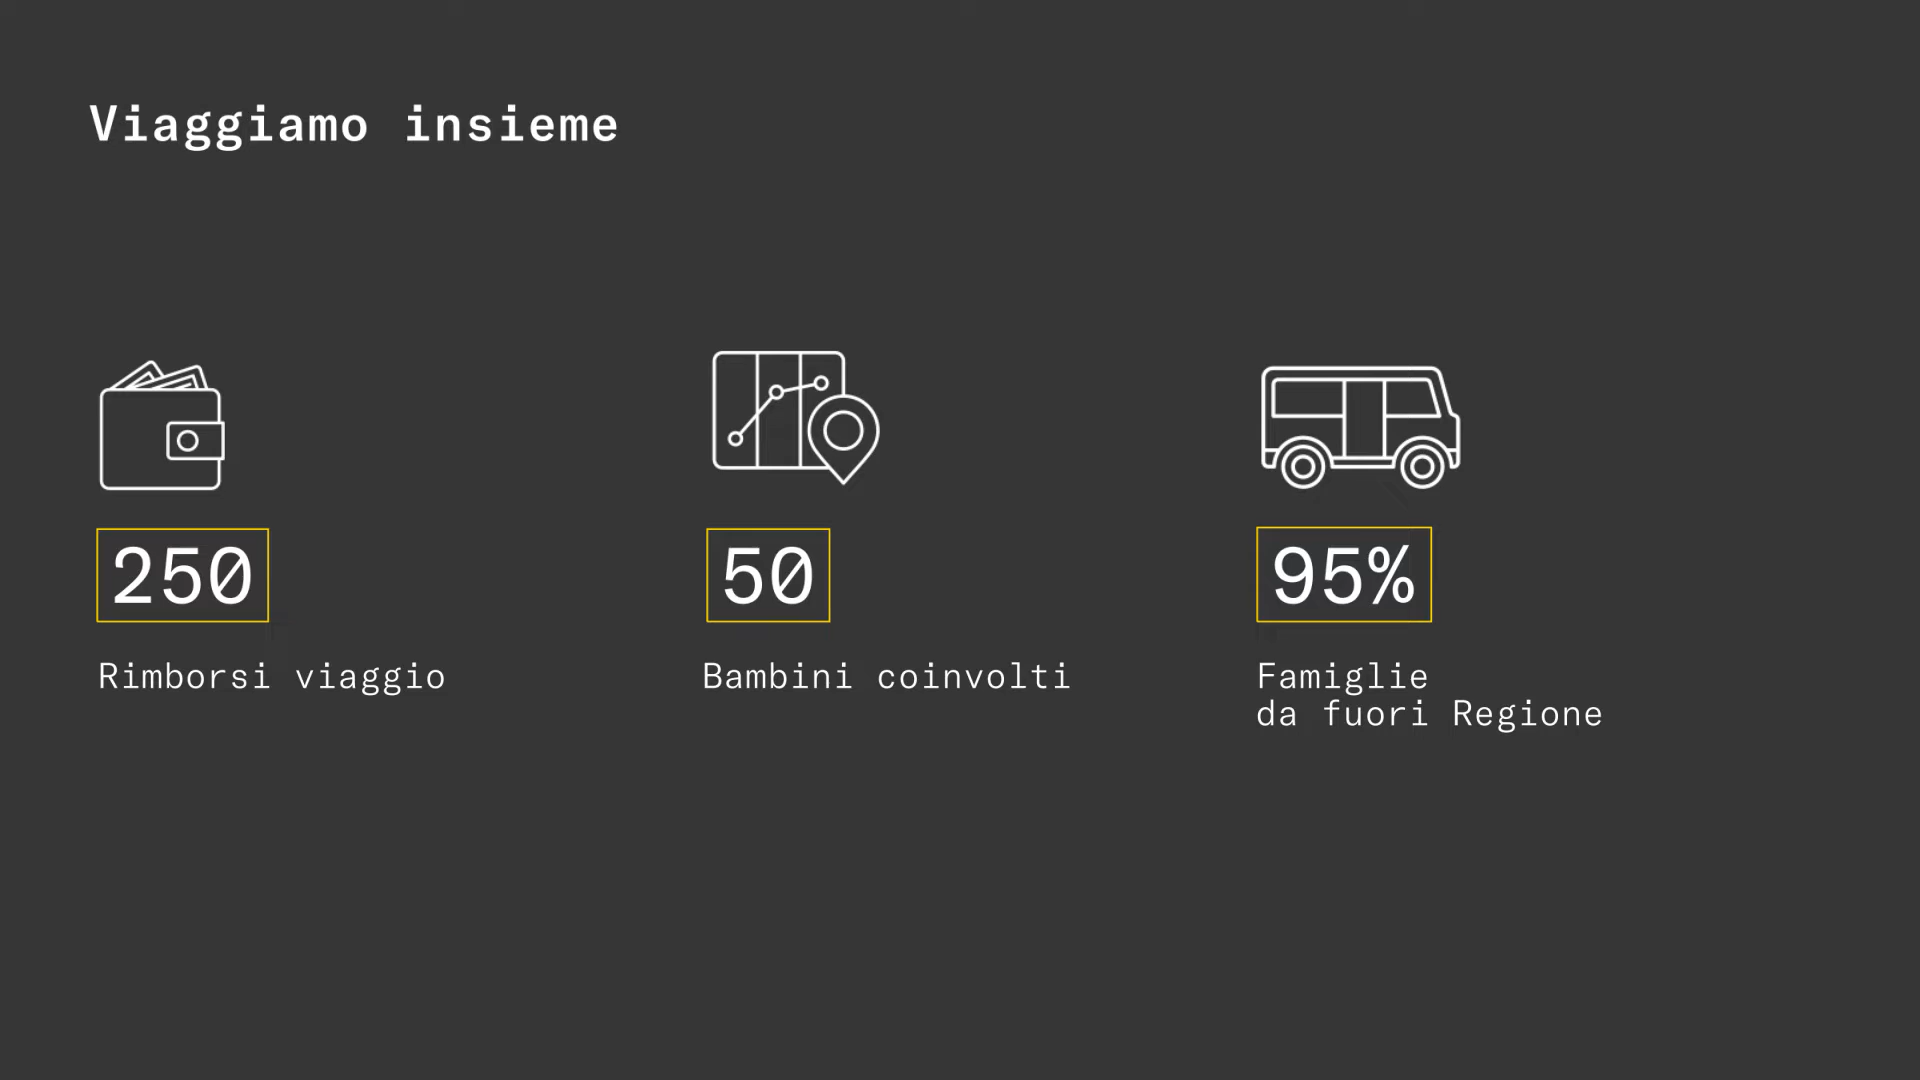 Viaggiamo insieme
250
Rimborsi viaggio
50
Bambini coinvolti
95%
Famiglie
da fuori Regione